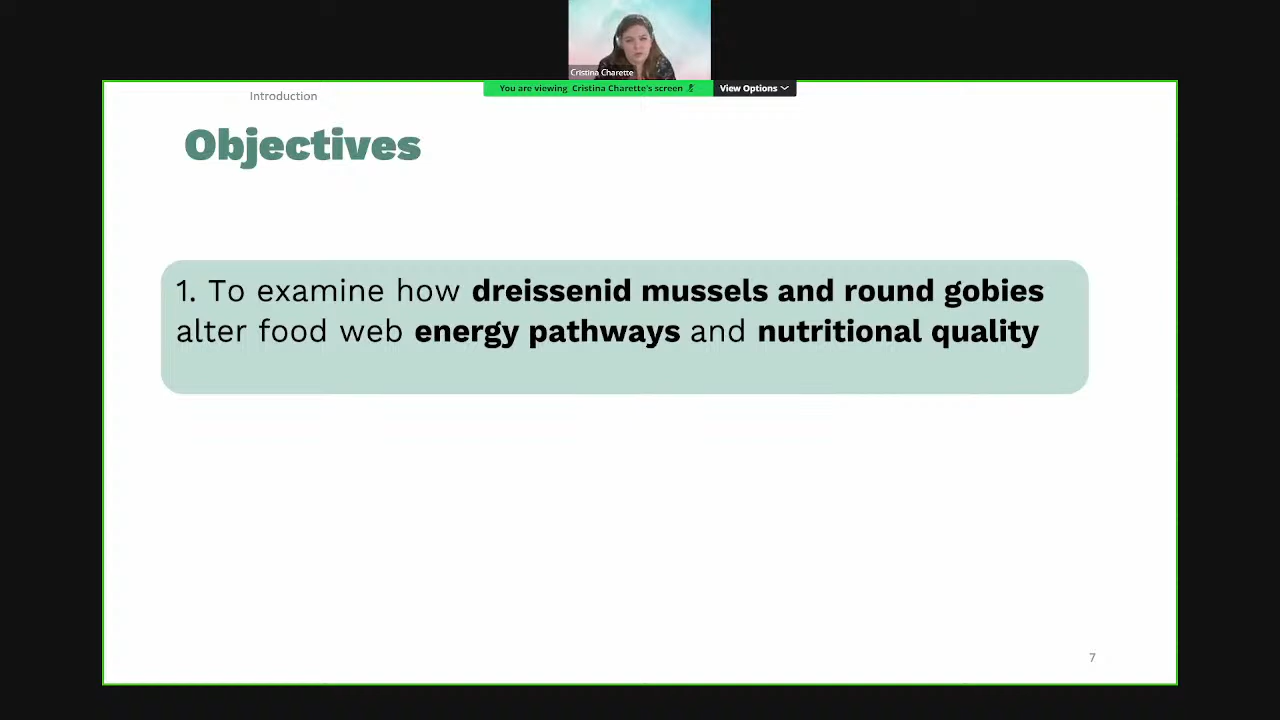 Cristina Charette
You are viewing Cristina Charette's screen
View Options
Introduction
Objectives
1. To examine how dreissenid mussels and round gobies
alter food web energy pathways and nutritional quality
7